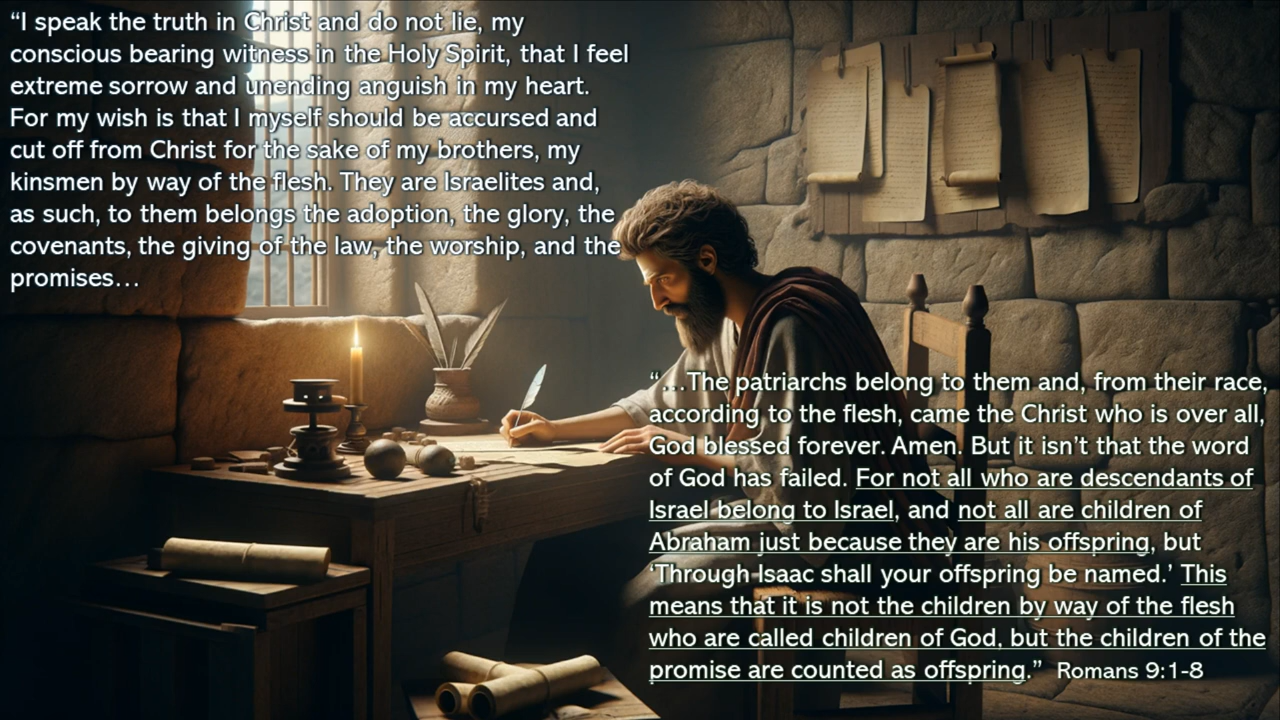 “I speak the truth in Christ and do not lie, my
conscious bearing witness in the Holy Spirit, that I feel
extreme sorrow and unending anguish in my heart.
For my wish is that I myself should be accursed and
cut off from Christ for the sake of my brothers, my
kinsmen by way of the flesh. They are Israelites and,
as such, to them belongs the adoption, the glory, the
covenants, the giving of the law, the worship, and the
promises…
“…The patriarchs belong to them and, from their race,
according to the flesh, came the Christ who is over all,
God blessed forever. Amen. But it isn’t that the word
of God has failed. For not all who are descendants of
Israel belong to Israel, and not all are children of
Abraham just because they are his offspring, but
‘Through Isaac shall your offspring be named.’ This
means that it is not the children by way of the flesh
who are called children of God, but the children of the
promise are counted as offspring.” Romans 9:1-8